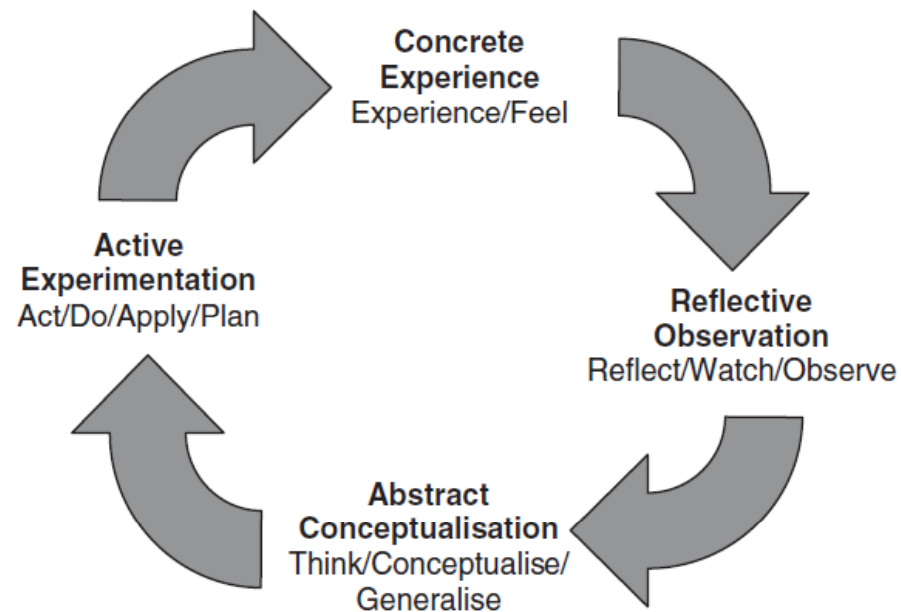 Concrete
Experience
Experience/Feel
Reflective
Observation
Reflect/Watch/Observe
Abstract
Conceptualisation
Think/Conceptualise/
Generalise
Active
Experimentation
Act/Do/Apply/Plan